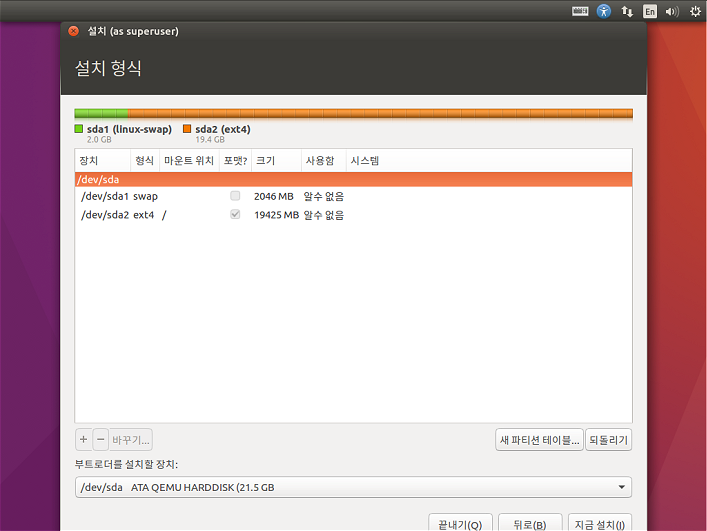 En
설치 (as superuser)
설치 형식
sda1 (linux-swap) sda2 (ext4)
2.0 GB 19.4 GB
장치 형식 마운트 위치 포맷? 크기 사용함 시스템
/dev/sda
/dev/sda1 swap 2046 MB 알수 없음
/dev/sda2 ext4 / 19425 MB 알수 없음
+ − 바꾸기... 새 파티션 테이블... 되돌리기
부트로더를 설치할 장치:
/dev/sda ATA QEMU HARDDISK (21.5 GB
끝내기(Q) 뒤로(B) 지금 설치(I)